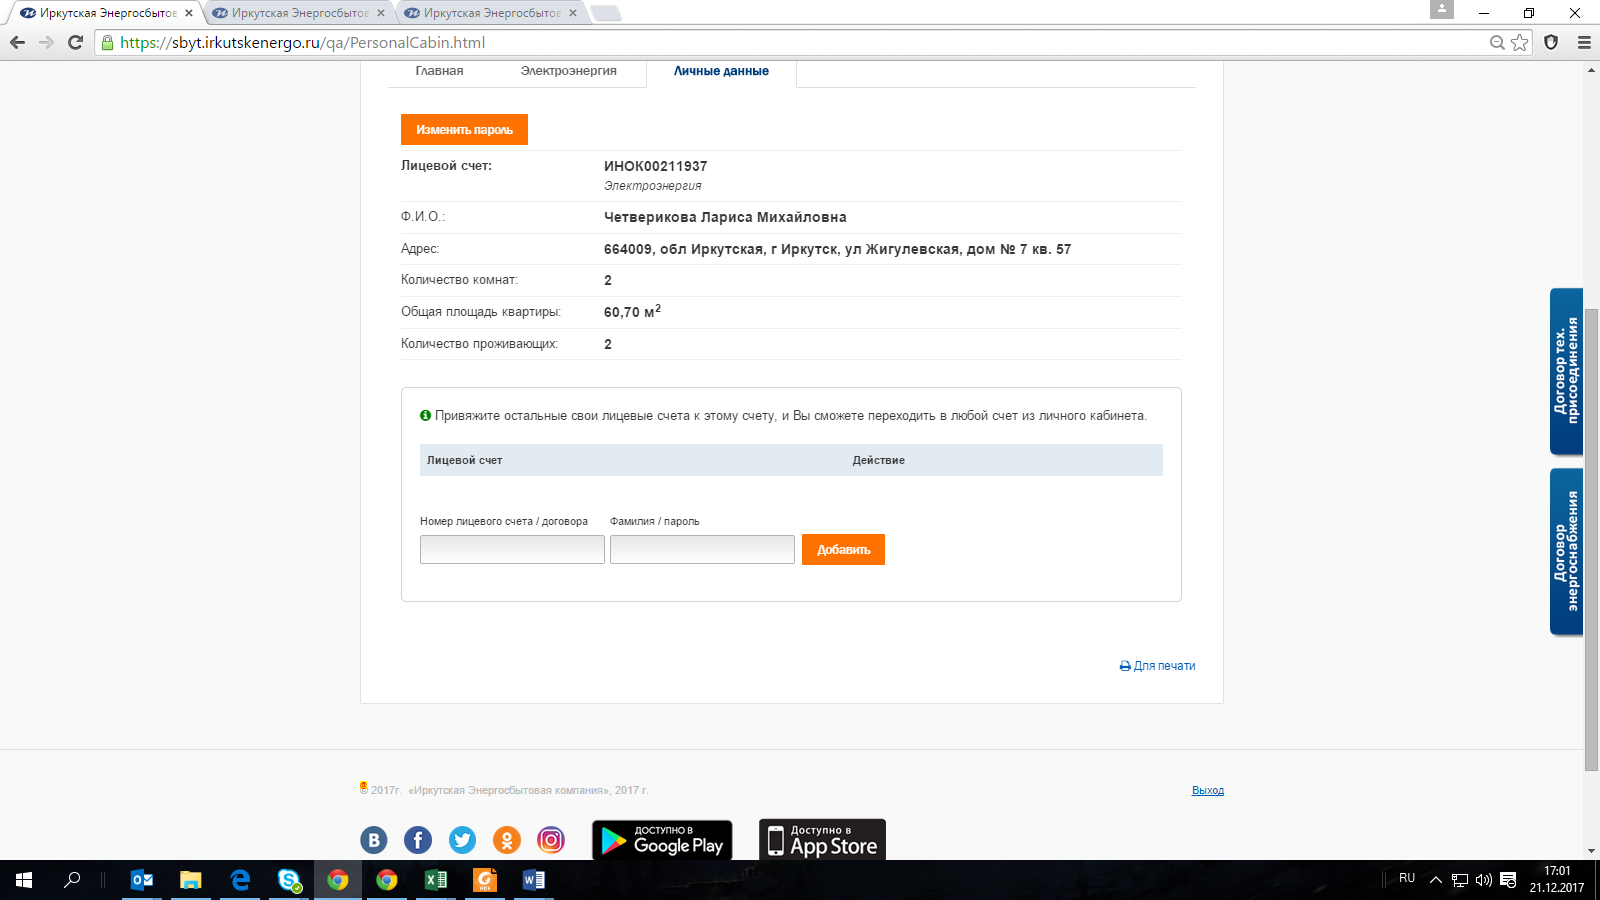 Иркутская Энергосбытов
Иркутская Энергосбытов
Иркутская Энергосбытов
https://sbyt.irkutskenergo.ru/qa/PersonalCabin.html
Главная
Электроэнергия
Личные данные
Изменить пароль
Лицевой счет:
ИНОК00211937
Электроэнергия
Ф.И.О.:
Четверикова Лариса Михайловна
Адрес:
664009, обл Иркутская, г Иркутск, ул Жигулевская, дом № 7 кв. 57
Количество комнат:
2
Общая площадь квартиры:
60,70 м²
Количество проживающих:
2
Привяжите остальные свои лицевые счета к этому счету, и Вы сможете переходить в любой счет из личного кабинета.
Лицевой счет
Действие
Номер лицевого счета / договора
Фамилия / пароль
Добавить
Для печати
Договор тех.
присоединения
Договор
энергоснабжения
© 2017г. «Иркутская Энергосбытовая компания», 2017 г.
Выход
ДОСТУПНО В
Google Play
Доступно в
App Store
RU
17:01
21.12.2017